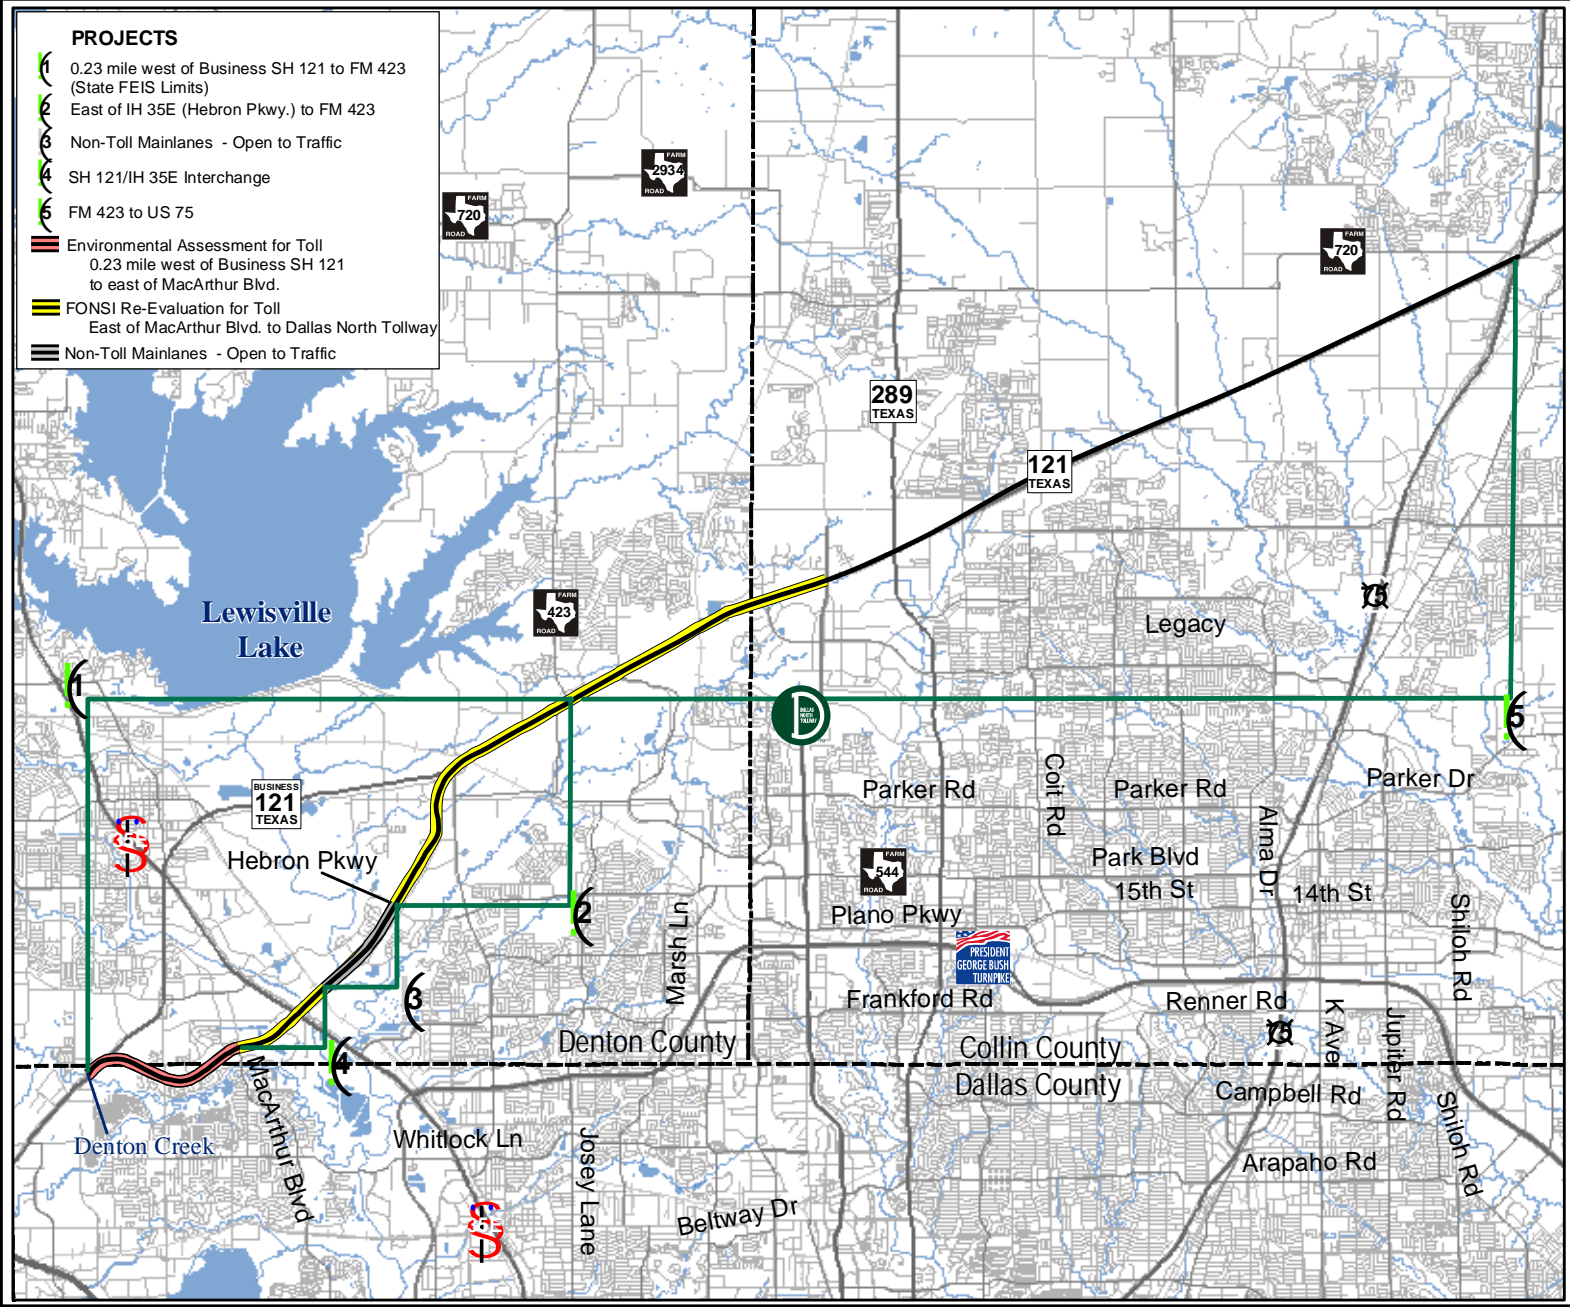 PROJECTS
1 0.23 mile west of Business SH 121 to FM 423
(State FEIS Limits)
2 East of IH 35E (Hebron Pkwy.) to FM 423
3 Non-Toll Mainlanes - Open to Traffic
4 SH 121/IH 35E Interchange
5 FM 423 to US 75
Environmental Assessment for Toll
0.23 mile west of Business SH 121
to east of MacArthur Blvd.
FONSI Re-Evaluation for Toll
East of MacArthur Blvd. to Dallas North Tollway
Non-Toll Mainlanes - Open to Traffic
FARM
2934
ROAD
FARM
720
ROAD
FARM
720
ROAD
289
TEXAS
121
TEXAS
75
FARM
423
ROAD
Lewisville
Lake
Legacy
1
DALLAS
NORTH
TOLLWAY
5
BUSINESS
121
TEXAS
Parker Rd
Coit Rd
Parker Rd
Parker Dr
Alma Dr
Hebron Pkwy
FARM
544
ROAD
Park Blvd
15th St
14th St
Shiloh Rd
2
Marsh Ln
Plano Pkwy
PRESIDENT
GEORGE BUSH
TURNPIKE
3
Frankford Rd
Renner Rd
K Ave
Jupiter Rd
75
Denton County
Collin County
Dallas County
4
MacArthur Blvd
Campbell Rd
Shiloh Rd
Denton Creek
Whitlock Ln
Josey Lane
Arapaho Rd
Beltway Dr